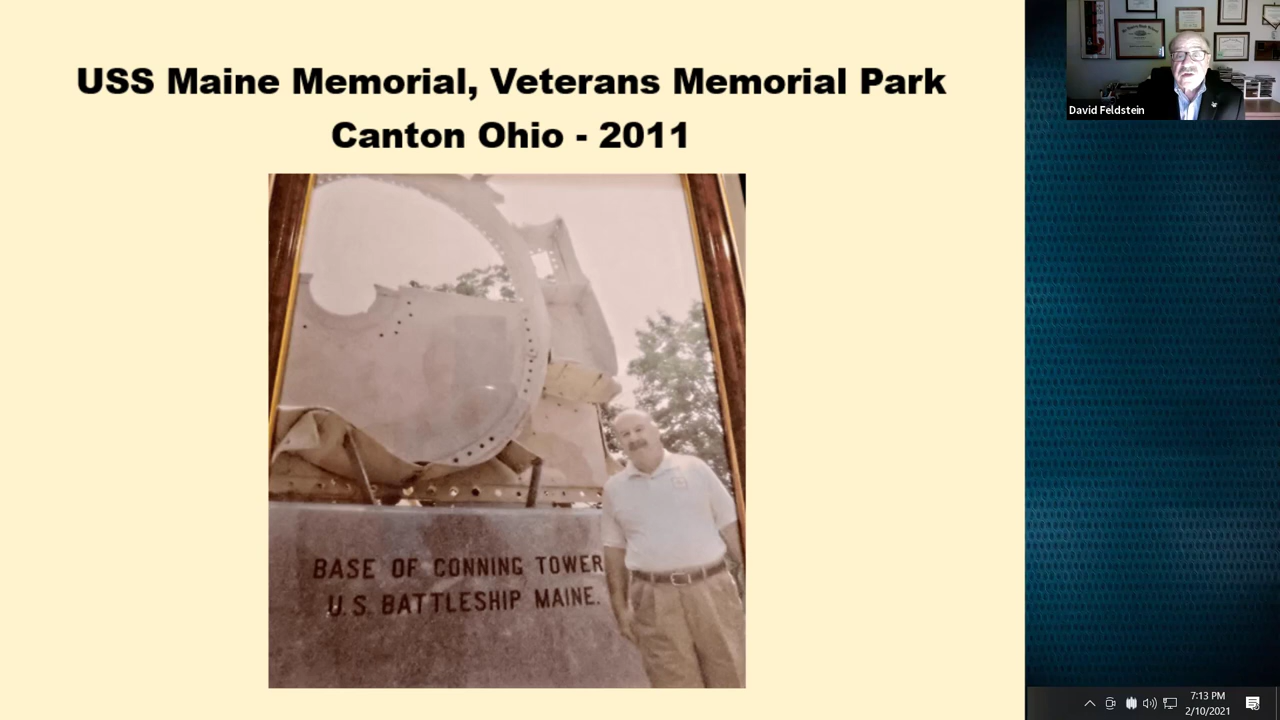 USS Maine Memorial, Veterans Memorial Park
Canton Ohio - 2011
BASE OF CONNING TOWER
U.S. BATTLESHIP MAINE.
David Feldstein
7:13 PM
2/10/2021